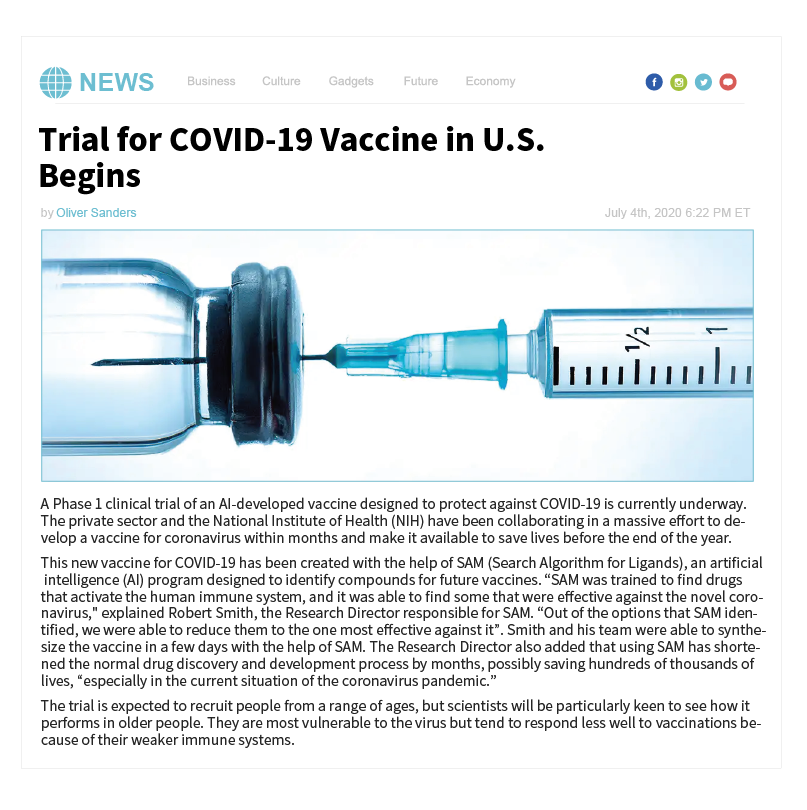 NEWS Business Culture Gadgets Future Economy
Trial for COVID-19 Vaccine in U.S.
Begins
by Oliver Sanders July 4th, 2020 6:22 PM ET
1/2 1
A Phase 1 clinical trial of an AI-developed vaccine designed to protect against COVID-19 is currently underway.
The private sector and the National Institute of Health (NIH) have been collaborating in a massive effort to de-
velop a vaccine for coronavirus within months and make it available to save lives before the end of the year.
This new vaccine for COVID-19 has been created with the help of SAM (Search Algorithm for Ligands), an artificial
intelligence (AI) program designed to identify compounds for future vaccines. “SAM was trained to find drugs
that activate the human immune system, and it was able to find some that were effective against the novel coro-
navirus," explained Robert Smith, the Research Director responsible for SAM. “Out of the options that SAM iden-
tified, we were able to reduce them to the one most effective against it”. Smith and his team were able to synthe-
size the vaccine in a few days with the help of SAM. The Research Director also added that using SAM has shorte-
ned the normal drug discovery and development process by months, possibly saving hundreds of thousands of
lives, “especially in the current situation of the coronavirus pandemic.”
The trial is expected to recruit people from a range of ages, but scientists will be particularly keen to see how it
performs in older people. They are most vulnerable to the virus but tend to respond less well to vaccinations be-
cause of their weaker immune systems.